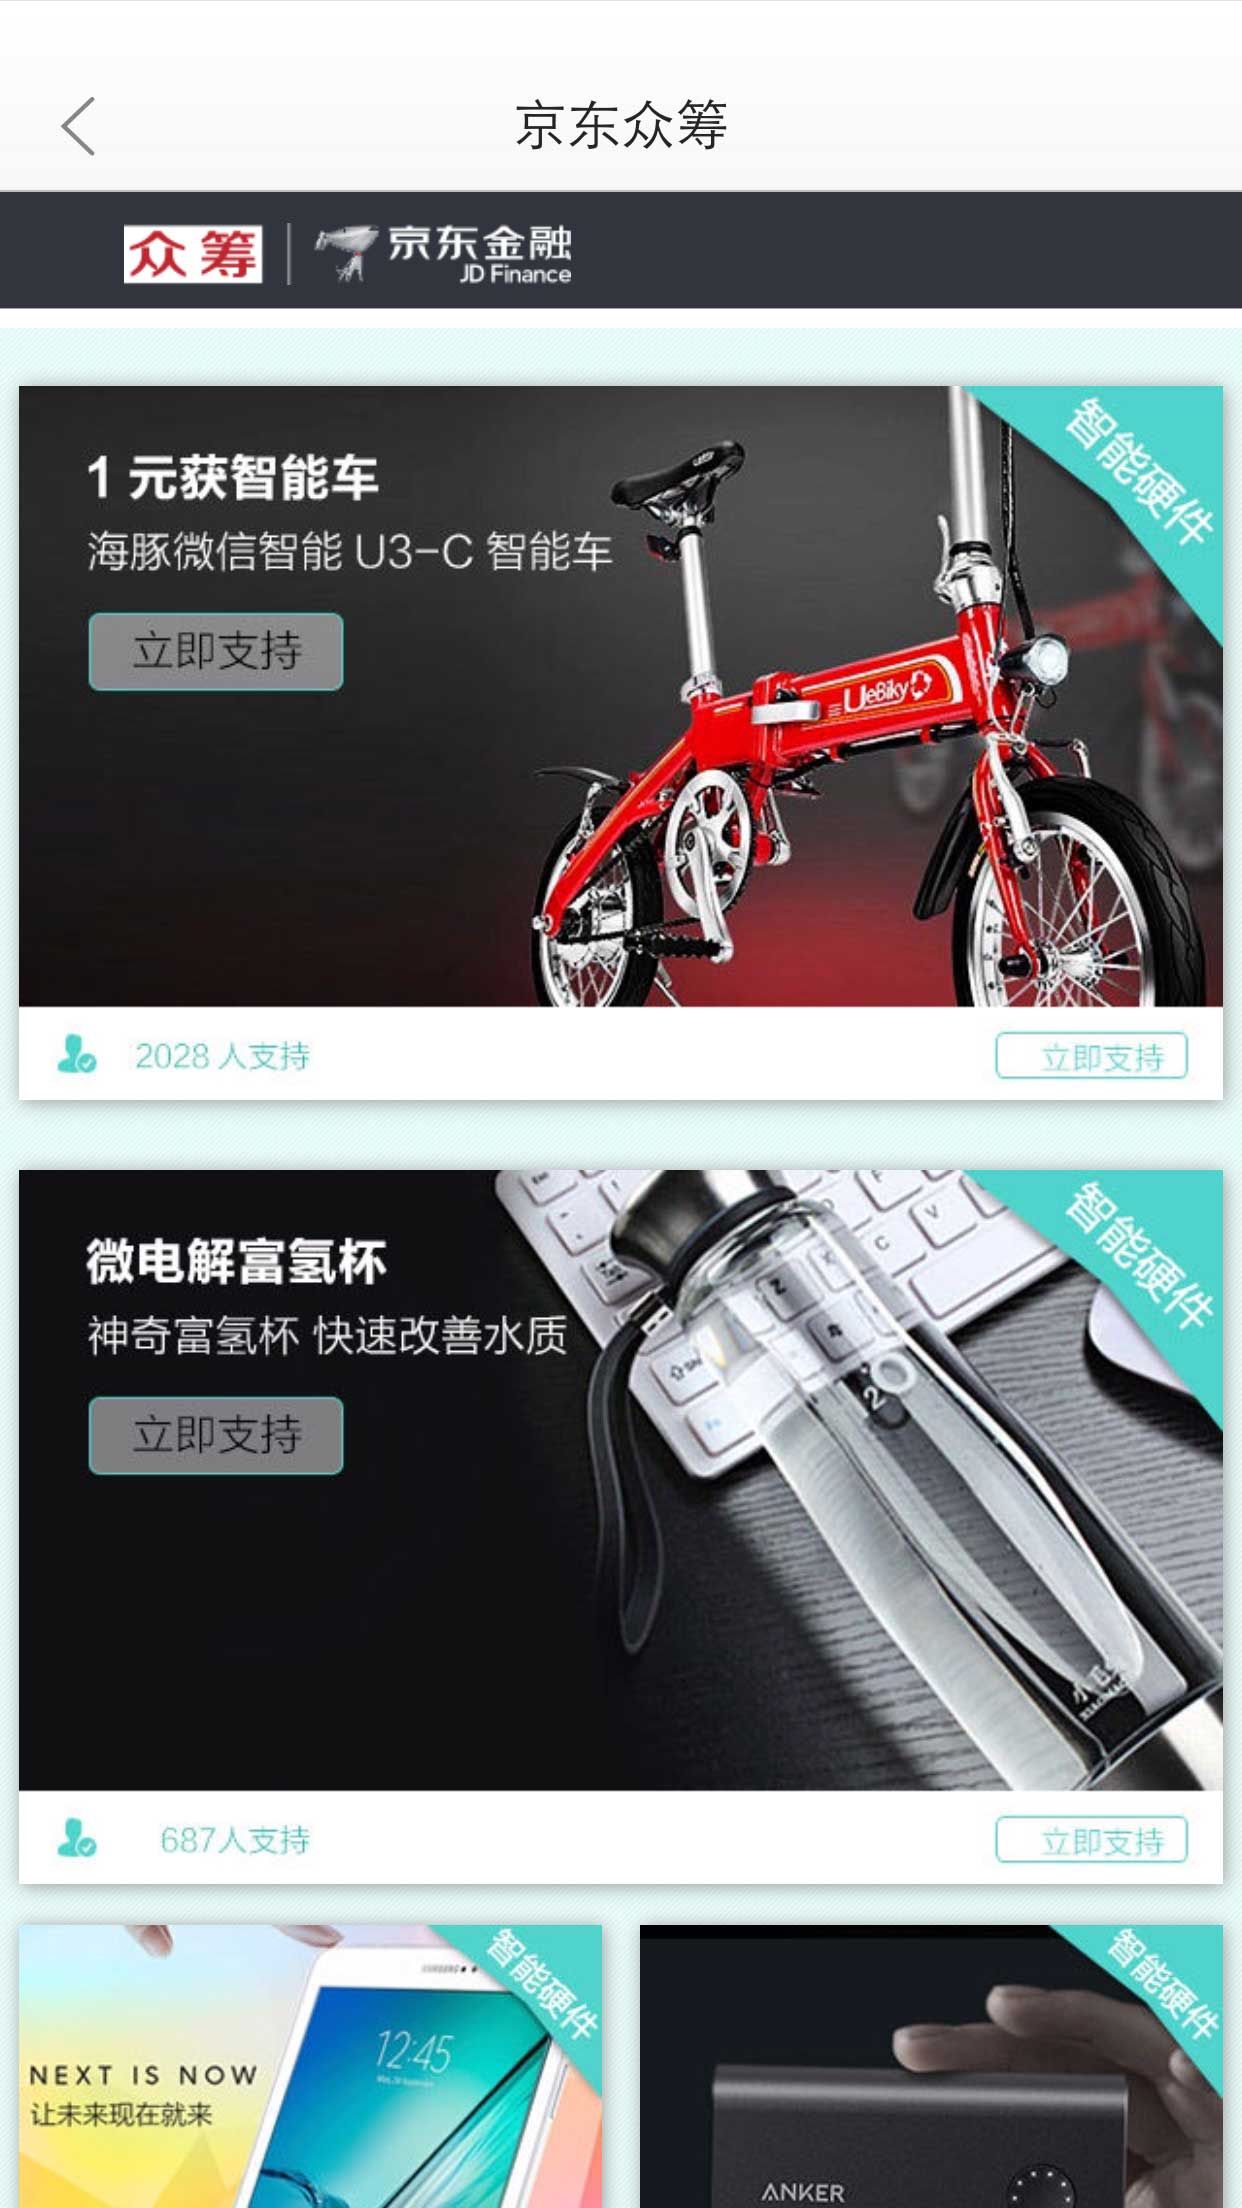 京东众筹
众筹
京东金融
JD Finance
1 元获智能车
海豚微信智能 U3-C 智能车
立即支持
智能硬件
UeBiky
2028 人支持
立即支持
微电解富氢杯
神奇富氢杯 快速改善水质
立即支持
智能硬件
687人支持
立即支持
智能硬件
SAMSUNG
12:45
NEXT IS NOW
让未来现在就来
智能硬件
ANKER